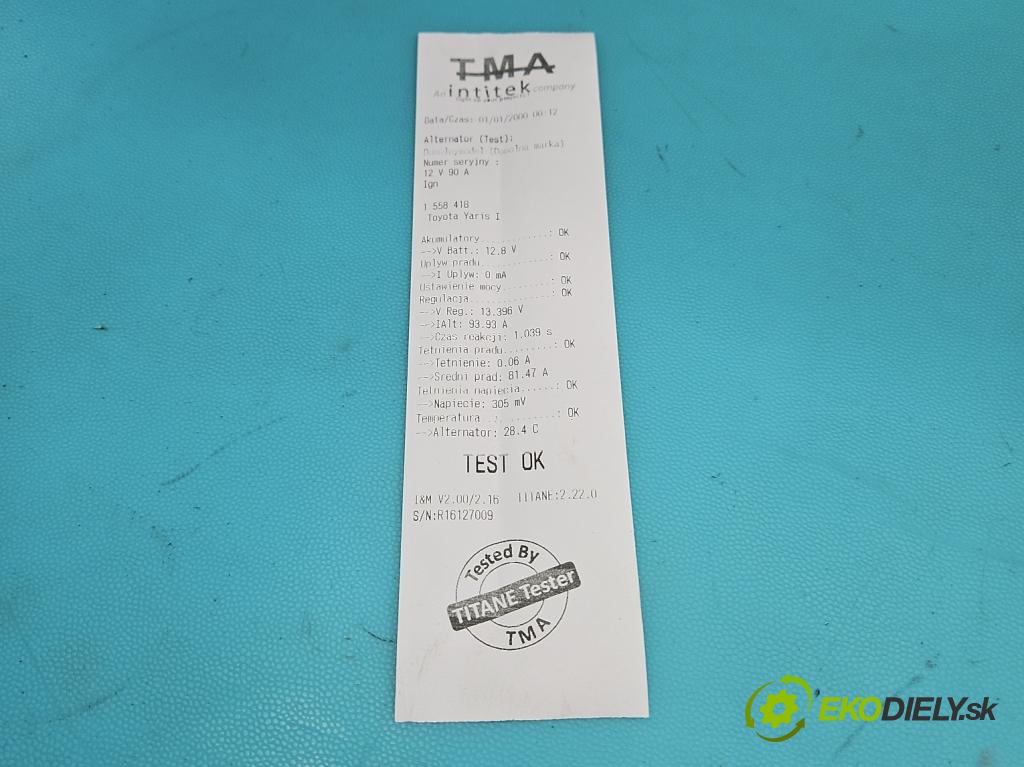 TMA
An intitek company
Data/Czas: 01/01/2000 00:12
Alternator (Test):
(Dowolna marka)
Numer seryjny :
12 V 90 A
Ign
1 558 418
Toyota Yaris I
Akumulatory............: OK
-->V Batt.: 12.8 V
Uplyw pradu............: OK
-->I Uplyw: 0 mA
Ustawienie mocy........: OK
Regulacja..............: OK
-->V Reg.: 13.396 V
-->IAlt: 93.93 A
-->Czas reakcji: 1.039 s
Tetnienia pradu........: OK
-->Tetnienie: 0.06 A
-->Sredni prad: 81.47 A
Tetnienia napiecia.....: OK
-->Napiecie: 305 mV
Temperatura ...........: OK
-->Alternator: 28.4 C
TEST OK
I&M V2.00/2.16 TITANE:2.22.0
S/N:R16127009
Tested By
TITANE Tester
TMA
EKODIELY.sk